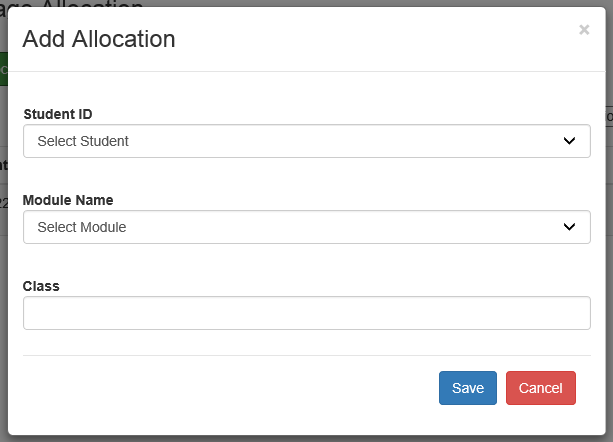 Add Allocation
×
Student ID
Select Student
Module Name
Select Module
Class
Save
Cancel